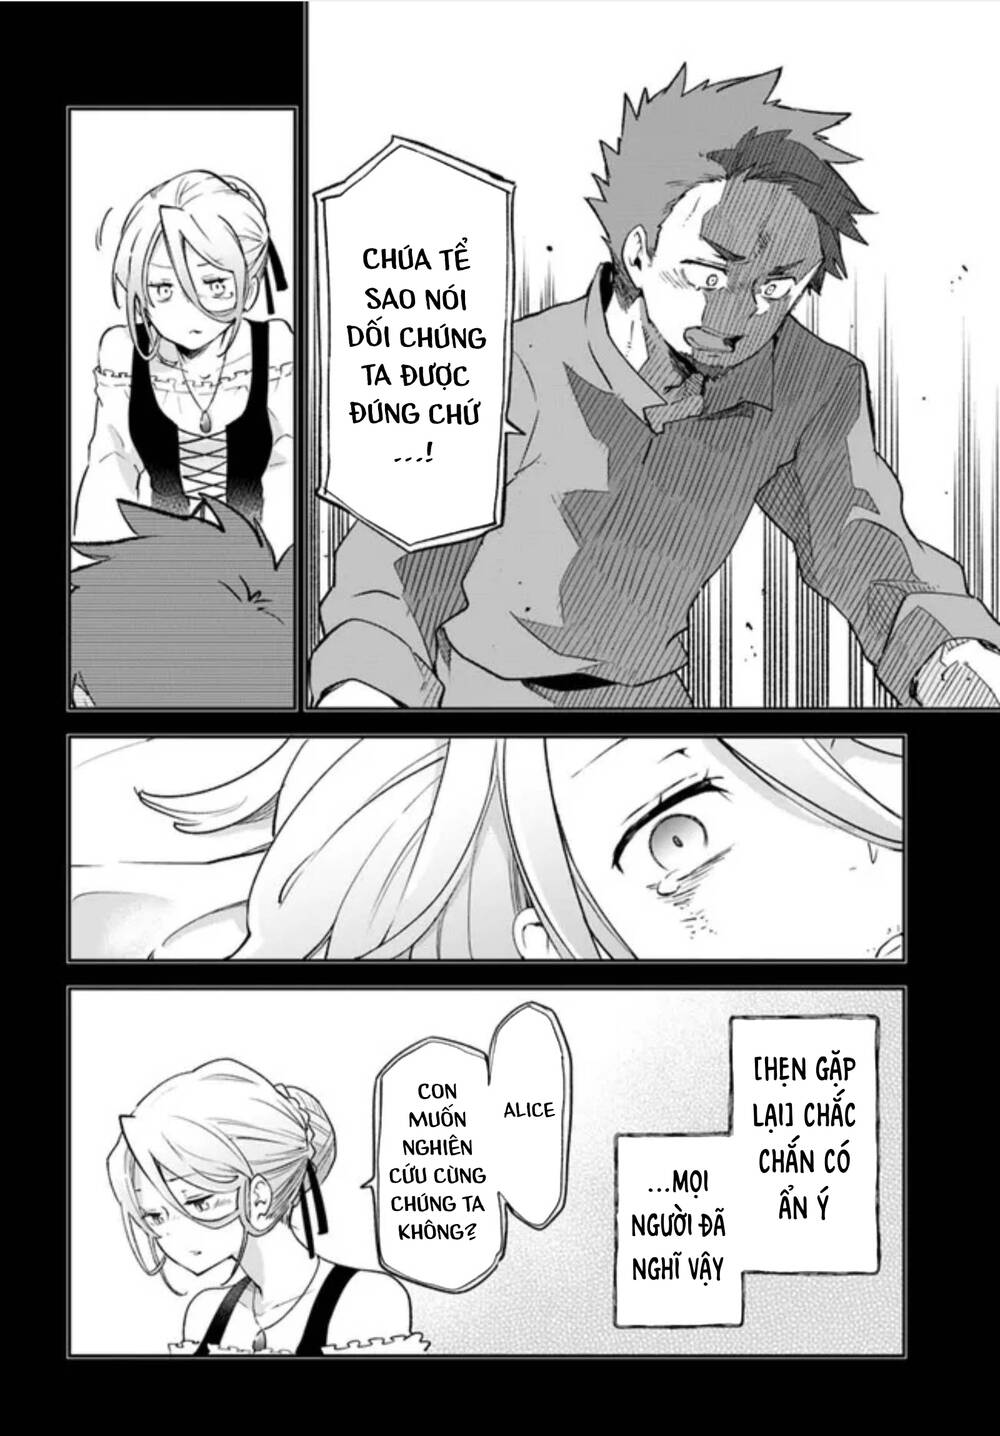 CHỨA TỂ
SAO NÓI
DỐI CHÚNG
TA ĐƯỢC
ĐÚNG CHỨ
...!
[HẸN GẶP
LẠI] CHẮC
CHẮN CÓ
ẨN Ý
...MỌI
NGƯỜI ĐÃ
NGHĨ VẬY
ALICE
CON
MUỐN
NGHIÊN
CỨU CÙNG
CHÚNG TA
KHÔNG?